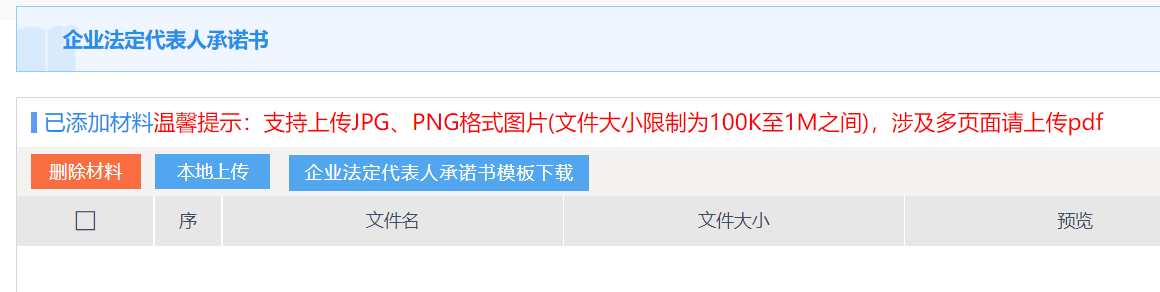 企业法定代表人承诺书
已添加材料温馨提示：支持上传JPG、PNG格式图片(文件大小限制为100K至1M之间)，涉及多页面请上传pdf
删除材料 本地上传 企业法定代表人承诺书模板下载
序 文件名 文件大小 预览